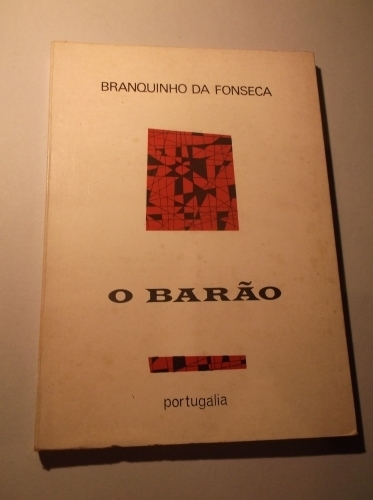 BRANQUINHO DA FONSECA
O BARÃO
portugalia